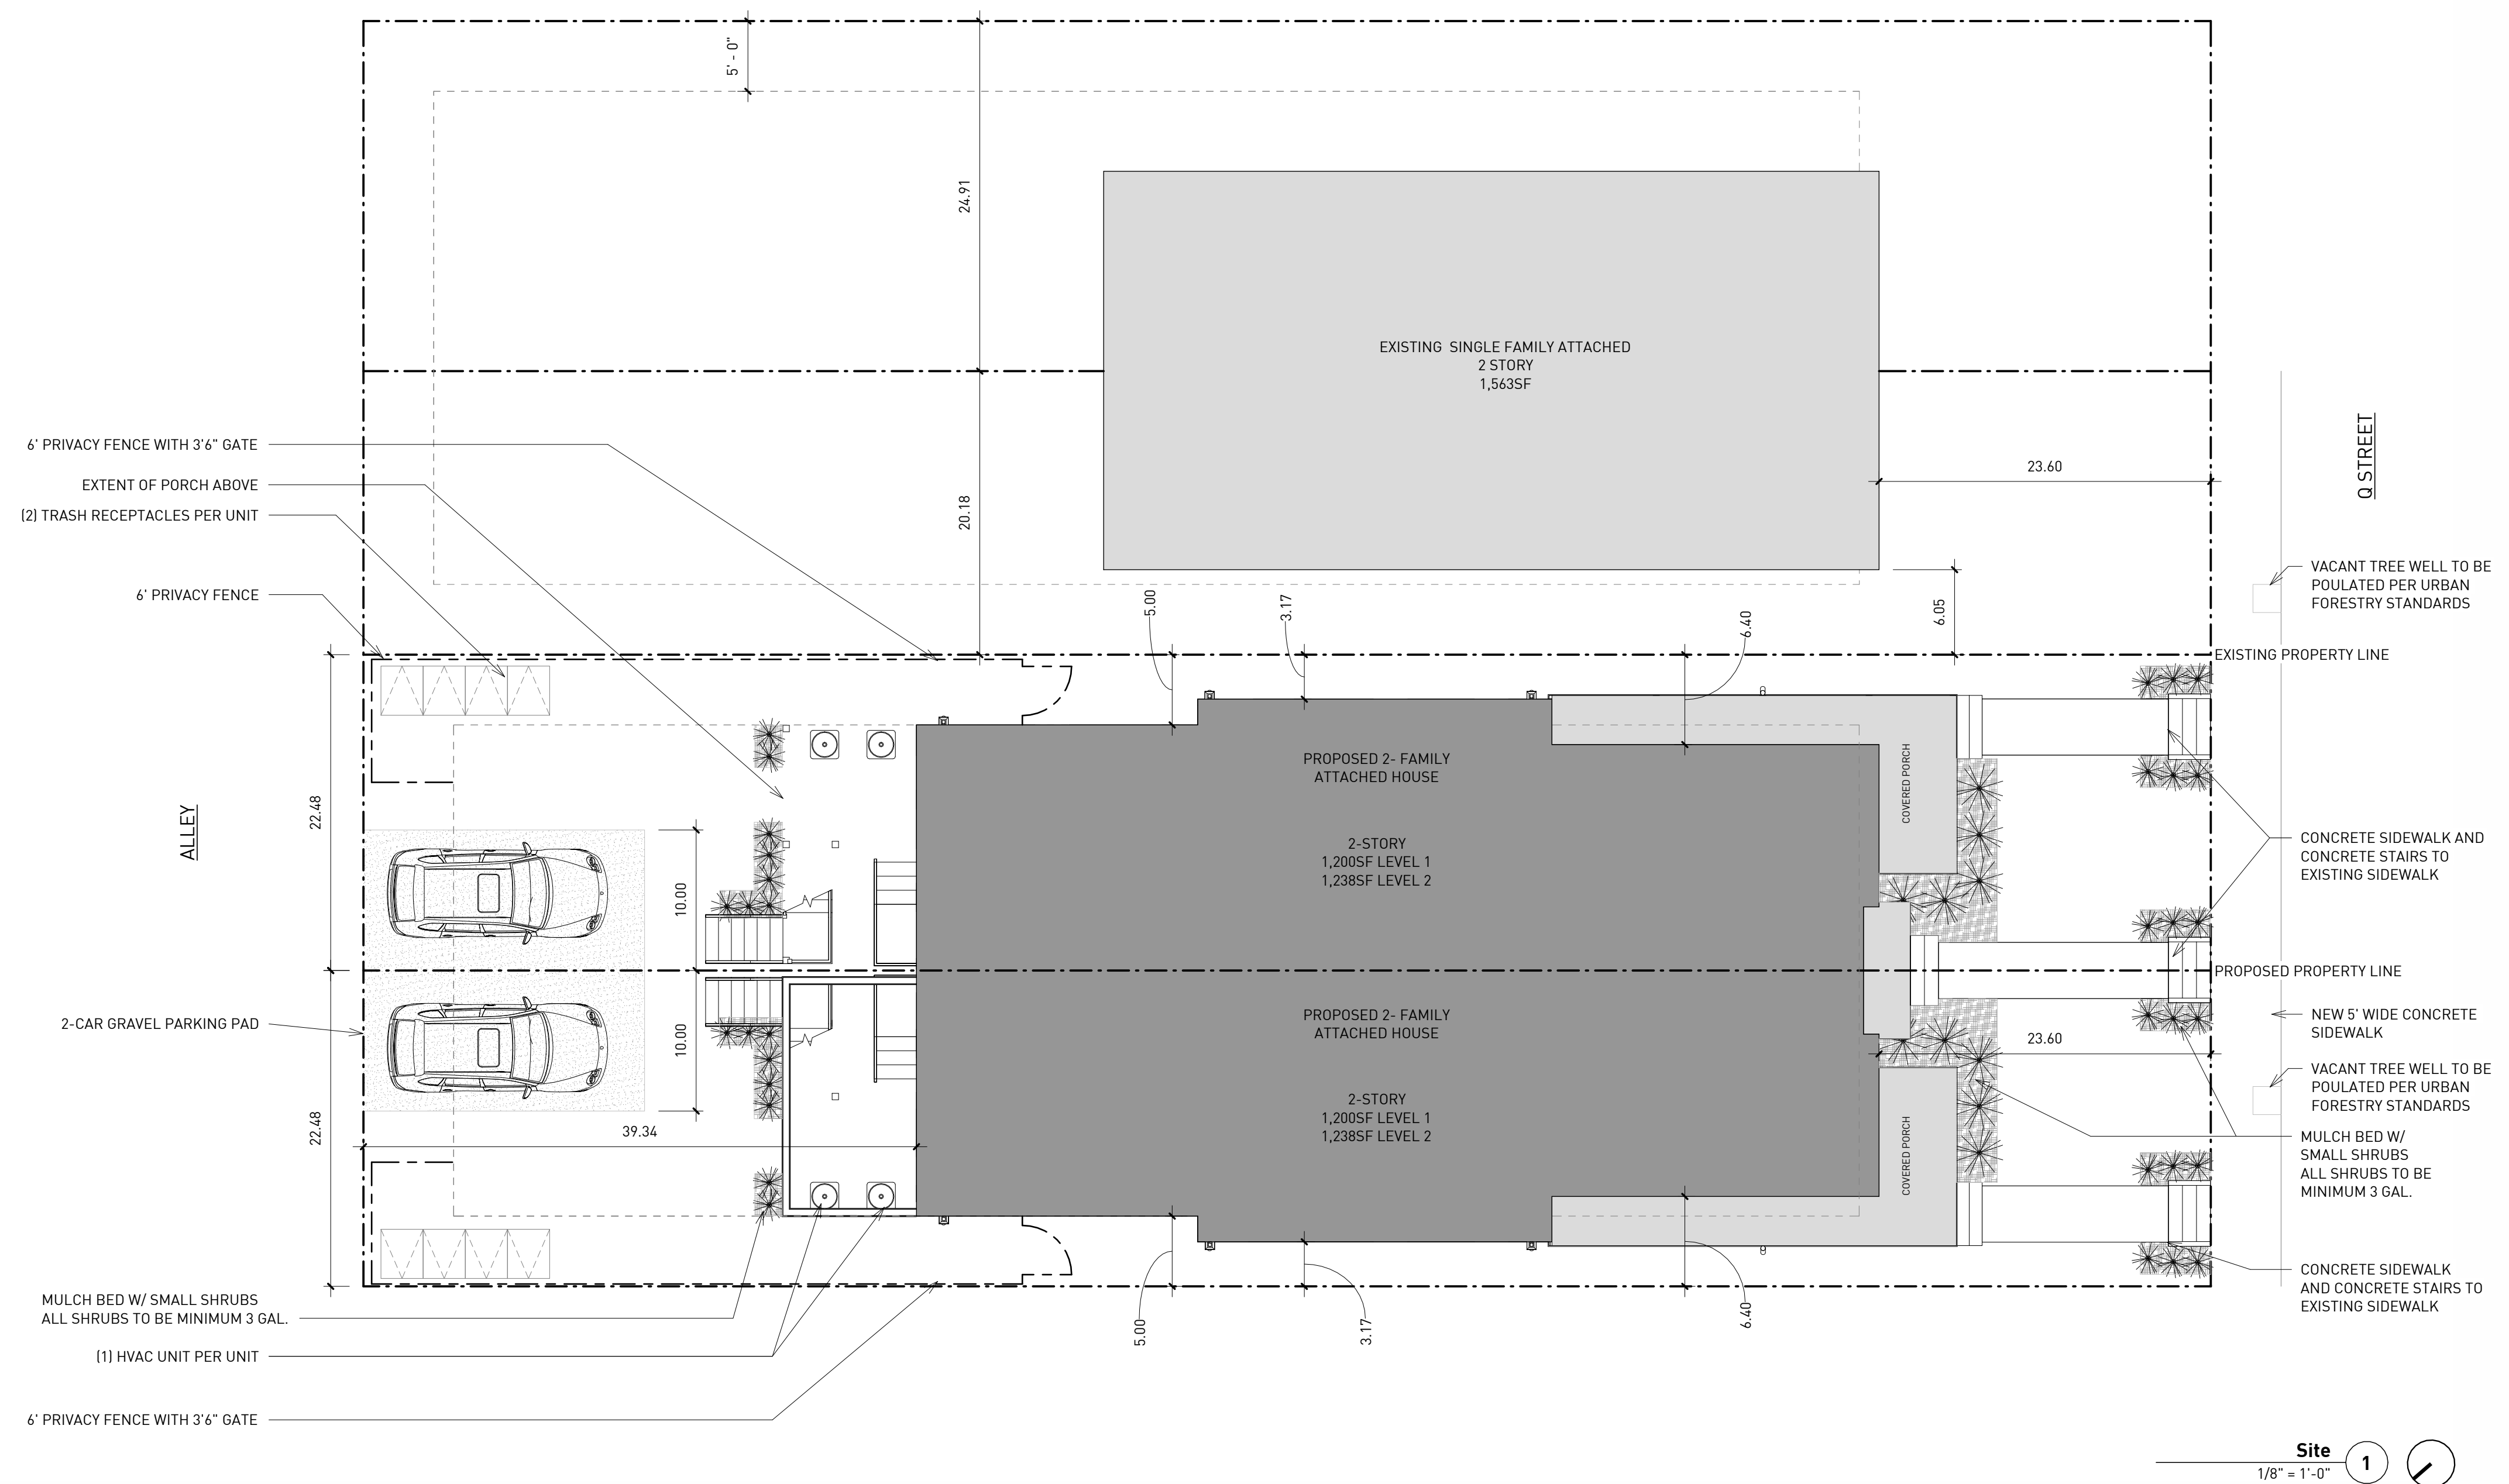 5' - 0"
24.91
EXISTING SINGLE FAMILY ATTACHED
2 STORY
1,563SF
6' PRIVACY FENCE WITH 3'6" GATE
EXTENT OF PORCH ABOVE
(2) TRASH RECEPTACLES PER UNIT
6' PRIVACY FENCE
20.18
23.60
Q STREET
VACANT TREE WELL TO BE
POULATED PER URBAN
FORESTRY STANDARDS
5.00
3.17
6.40
6.05
EXISTING PROPERTY LINE
ALLEY
22.48
10.00
PROPOSED 2- FAMILY
ATTACHED HOUSE
2-STORY
1,200SF LEVEL 1
1,238SF LEVEL 2
COVERED PORCH
CONCRETE SIDEWALK AND
CONCRETE STAIRS TO
EXISTING SIDEWALK
PROPOSED PROPERTY LINE
2-CAR GRAVEL PARKING PAD
22.48
10.00
39.34
PROPOSED 2- FAMILY
ATTACHED HOUSE
2-STORY
1,200SF LEVEL 1
1,238SF LEVEL 2
COVERED PORCH
23.60
NEW 5' WIDE CONCRETE
SIDEWALK
VACANT TREE WELL TO BE
POULATED PER URBAN
FORESTRY STANDARDS
MULCH BED W/
SMALL SHRUBS
ALL SHRUBS TO BE
MINIMUM 3 GAL.
CONCRETE SIDEWALK
AND CONCRETE STAIRS TO
EXISTING SIDEWALK
MULCH BED W/ SMALL SHRUBS
ALL SHRUBS TO BE MINIMUM 3 GAL.
(1) HVAC UNIT PER UNIT
6' PRIVACY FENCE WITH 3'6" GATE
5.00
3.17
6.40
Site
1/8" = 1'-0"
1